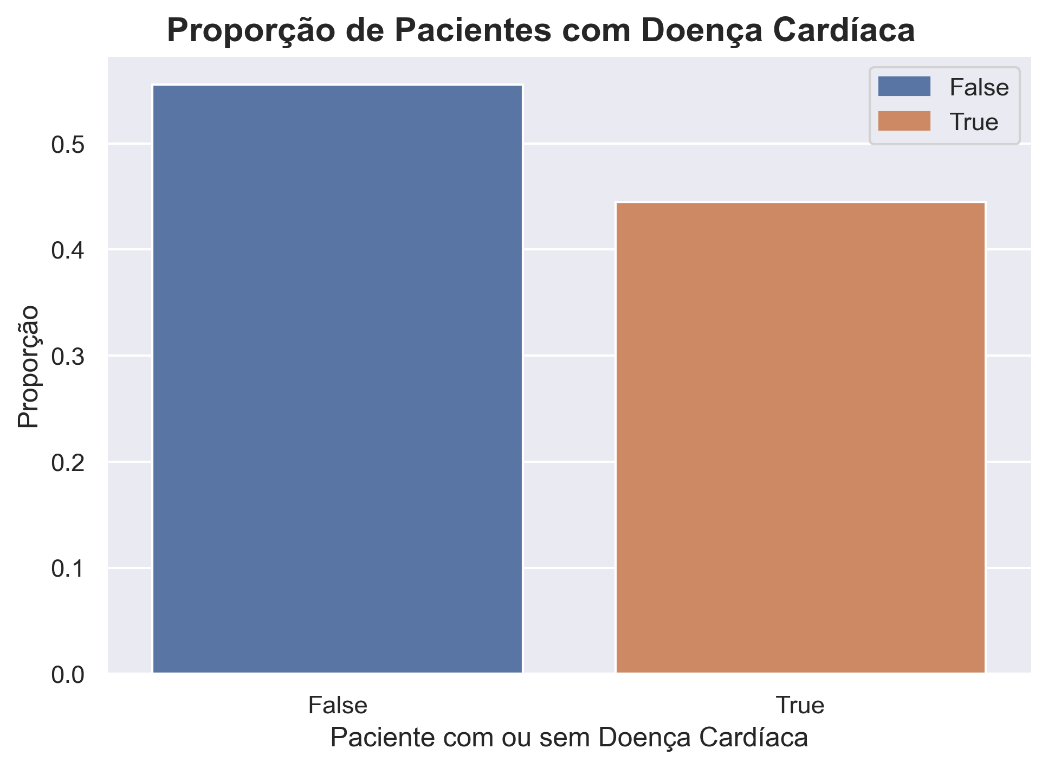 Proporção de Pacientes com Doença Cardíaca
False
True
Proporção
0.5
0.4
0.3
0.2
0.1
0.0
False
True
Paciente com ou sem Doença Cardíaca